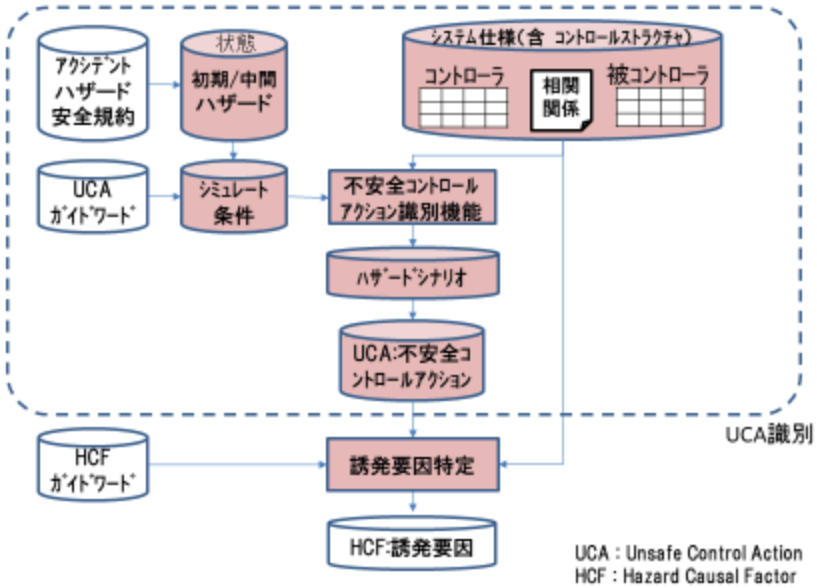 状態
システム仕様(含 コントロールストラクチャ)
アクシデント
ハザード
安全規約
初期/中間
ハザード
コントローラ
相関
関係
被コントローラ
UCA
ガイドワード
シミュレート
条件
不安全コントロール
アクション識別機能
ハザードシナリオ
UCA:不安全コ
ントロールアクション
UCA識別
HCF
ガイドワード
誘発要因特定
HCF:誘発要因
UCA : Unsafe Control Action
HCF : Hazard Causal Factor